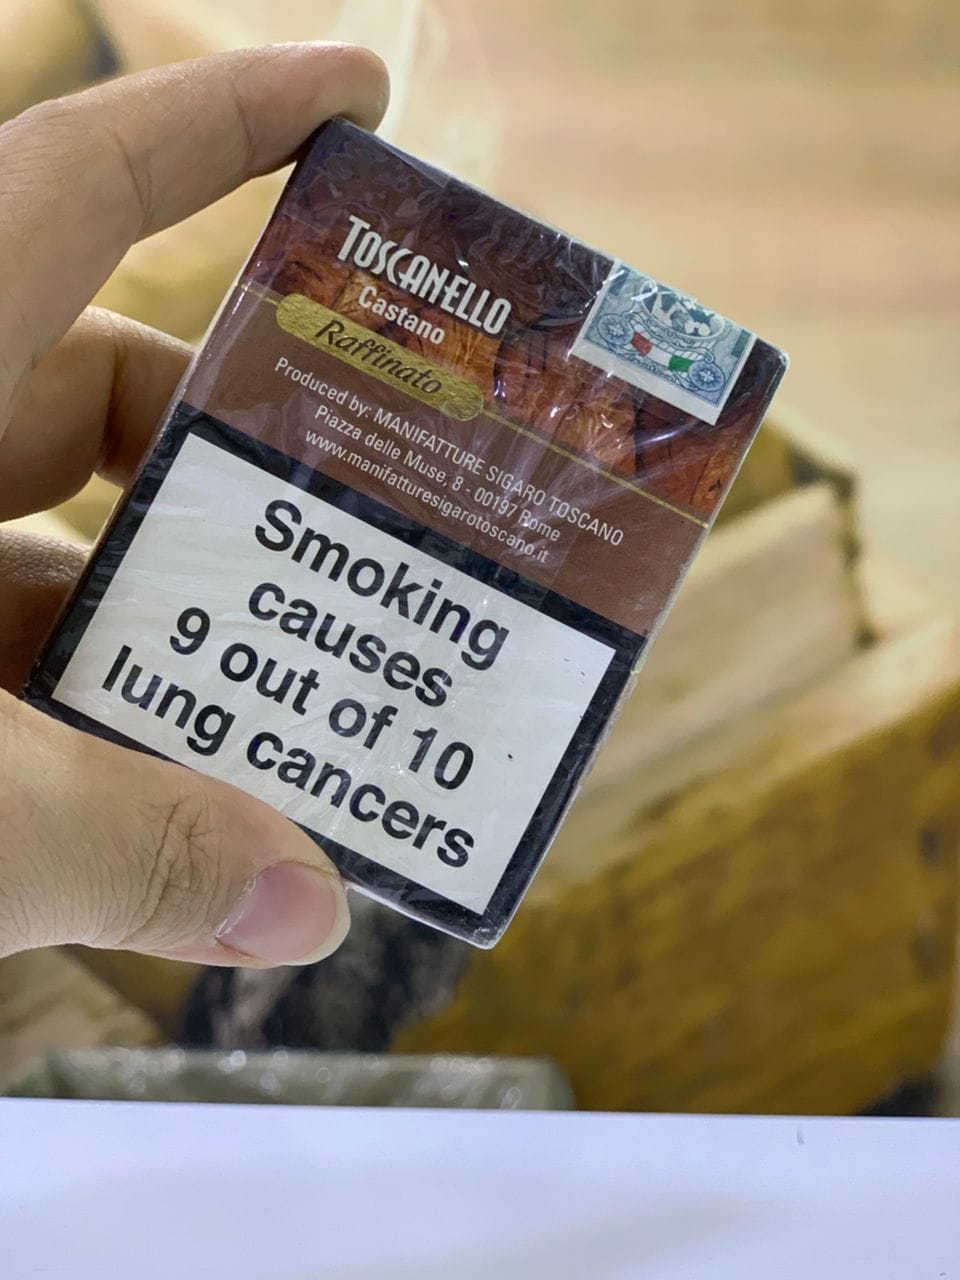 TOSCANELLO
Castano
Raffinato
Produced by: MANIFATTURE SIGARO TOSCANO
Piazza delle Muse, 8 - 00197 Rome
www.manifatturesigarotoscano.it
Smoking
causes
9 out of 10
lung cancers